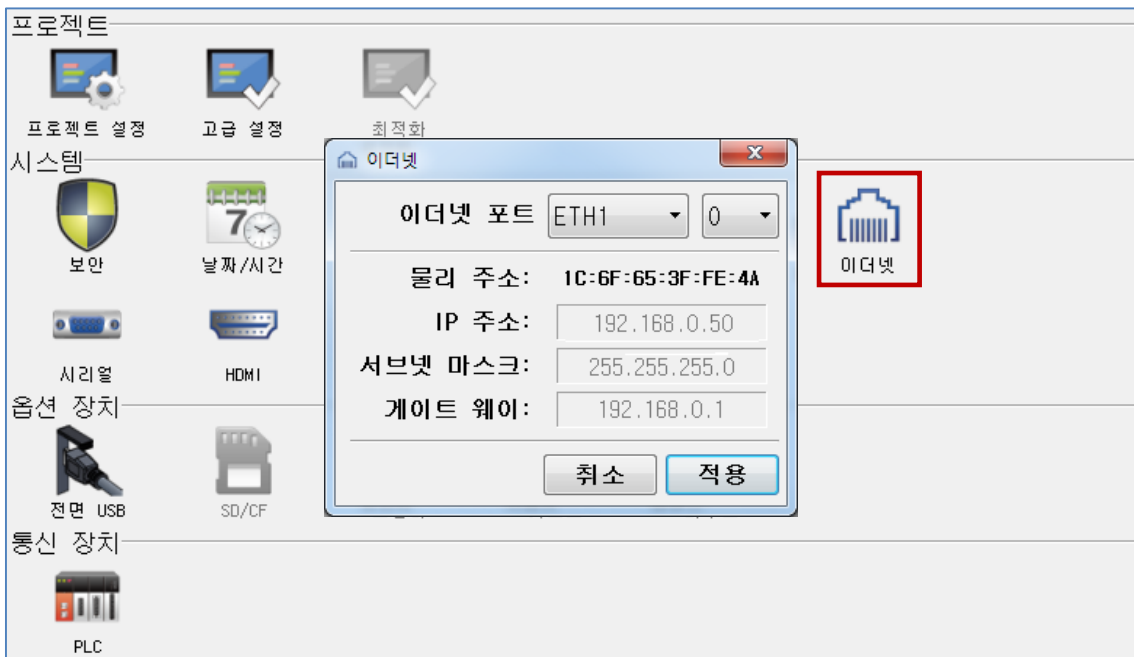 프로젝트
프로젝트 설정
고급 설정
최적화
시스템
보안
날짜/시간
이더넷
시리얼
HDMI
옵션 장치
전면 USB
SD/CF
통신 장치
PLC
이더넷
이더넷 포트 ETH1 0
물리 주소: 1C:6F:65:3F:FE:4A
IP 주소: 192.168.0.50
서브넷 마스크: 255.255.255.0
게이트 웨이: 192.168.0.1
취소 적용